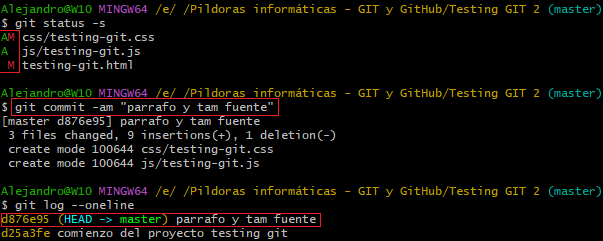 Alejandro@W10 MINGW64 /e/ /Pildoras informáticas - GIT y GitHub/Testing GIT 2 (master)
$ git status -s
AM css/testing-git.css
A  js/testing-git.js
 M testing-git.html
Alejandro@W10 MINGW64 /e/ /Pildoras informáticas - GIT y GitHub/Testing GIT 2 (master)
$ git commit -am "parrafo y tam fuente"
[master d876e95] parrafo y tam fuente
 3 files changed, 9 insertions(+), 1 deletion(-)
 create mode 100644 css/testing-git.css
 create mode 100644 js/testing-git.js
Alejandro@W10 MINGW64 /e/ /Pildoras informáticas - GIT y GitHub/Testing GIT 2 (master)
$ git log --oneline
d876e95 (HEAD -> master) parrafo y tam fuente
d25a3fe comienzo del proyecto testing git